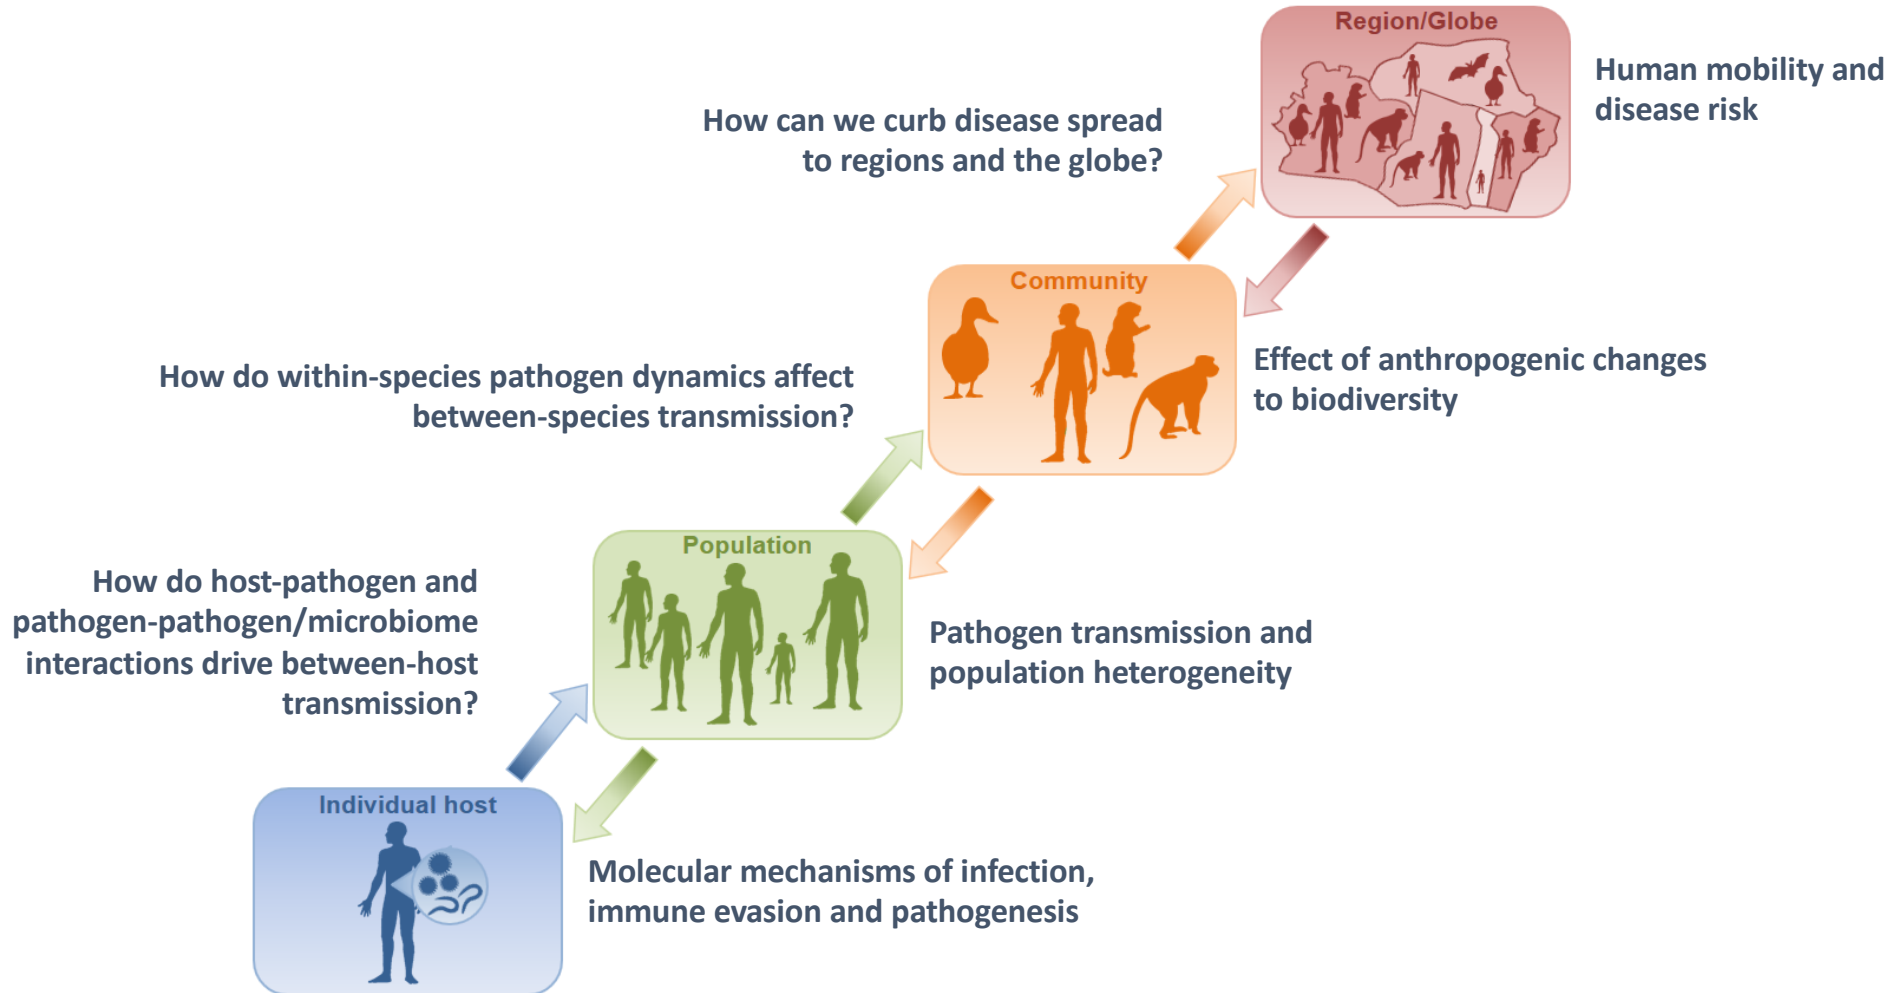 Region/Globe
Human mobility and
disease risk
How can we curb disease spread
to regions and the globe?
Community
Effect of anthropogenic changes
to biodiversity
How do within-species pathogen dynamics affect
between-species transmission?
Population
Pathogen transmission and
population heterogeneity
How do host-pathogen and
pathogen-pathogen/microbiome
interactions drive between-host
transmission?
Individual host
Molecular mechanisms of infection,
immune evasion and pathogenesis